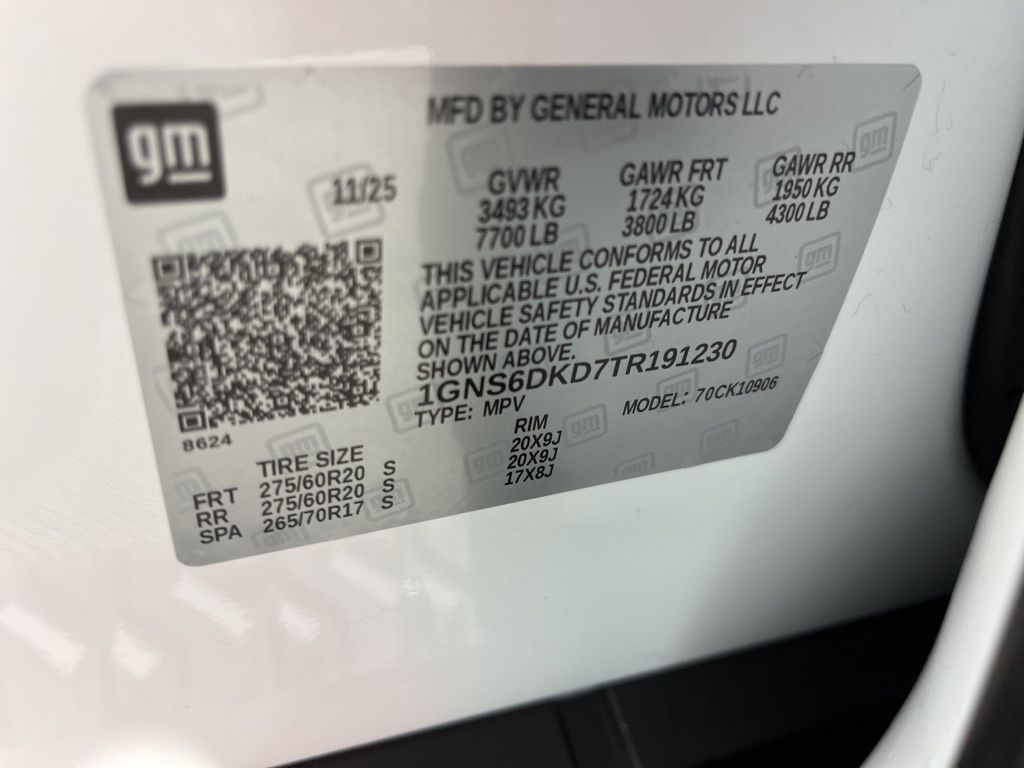 gm
MFD BY GENERAL MOTORS LLC
11/25
GVWR GAWR FRT GAWR RR
3493 KG 1724 KG 1950 KG
7700 LB 3800 LB 4300 LB
THIS VEHICLE CONFORMS TO ALL
APPLICABLE U.S. FEDERAL MOTOR
VEHICLE SAFETY STANDARDS IN EFFECT
ON THE DATE OF MANUFACTURE
SHOWN ABOVE.
1GNS6DKD7TR191230
TYPE: MPV MODEL: 70CK10906
8624
TIRE SIZE RIM
FRT 275/60R20 S 20X9J
RR 275/60R20 S 20X9J
SPA 265/70R17 S 17X8J